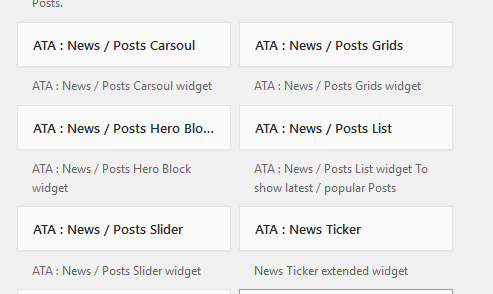 Posts.
ATA : News / Posts Carsoul
ATA : News / Posts Grids
ATA : News / Posts Carsoul widget
ATA : News / Posts Grids widget
ATA : News / Posts Hero Blo...
ATA : News / Posts List
ATA : News / Posts Hero Block
widget
ATA : News / Posts List widget To
show latest / popular Posts
ATA : News / Posts Slider
ATA : News Ticker
ATA : News / Posts Slider widget
News Ticker extended widget